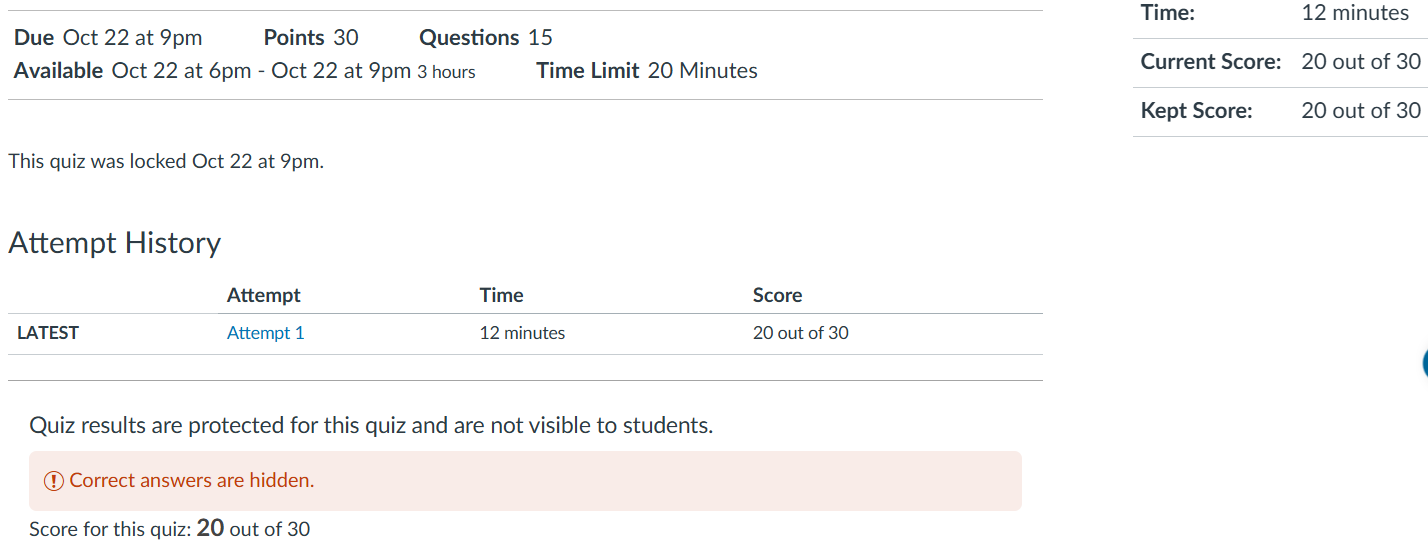 Due Oct 22 at 9pm Points 30 Questions 15
Available Oct 22 at 6pm - Oct 22 at 9pm 3 hours Time Limit 20 Minutes
This quiz was locked Oct 22 at 9pm.
Attempt History
Attempt Time Score
LATEST Attempt 1 12 minutes 20 out of 30
Quiz results are protected for this quiz and are not visible to students.
Correct answers are hidden.
Score for this quiz: 20 out of 30
Time: 12 minutes
Current Score: 20 out of 30
Kept Score: 20 out of 30